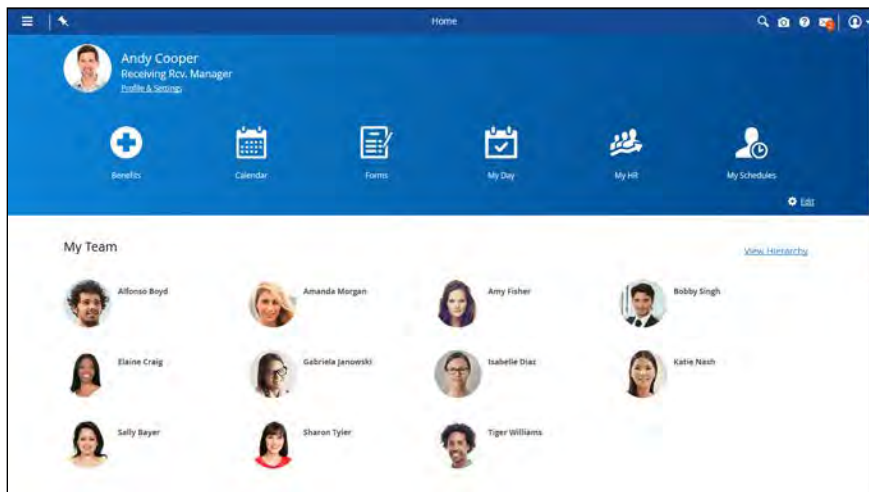 Home
Andy Cooper
Receiving Rcv. Manager
Profile & Settings
Benefits
Calendar
Forms
My Day
My HR
My Schedules
Edit
My Team
View Hierarchy
Alfonso Boyd
Amanda Morgan
Amy Fisher
Bobby Singh
Elaine Craig
Gabriela Janowski
Isabelle Diaz
Katie Nash
Sally Bayer
Sharon Tyler
Tiger Williams